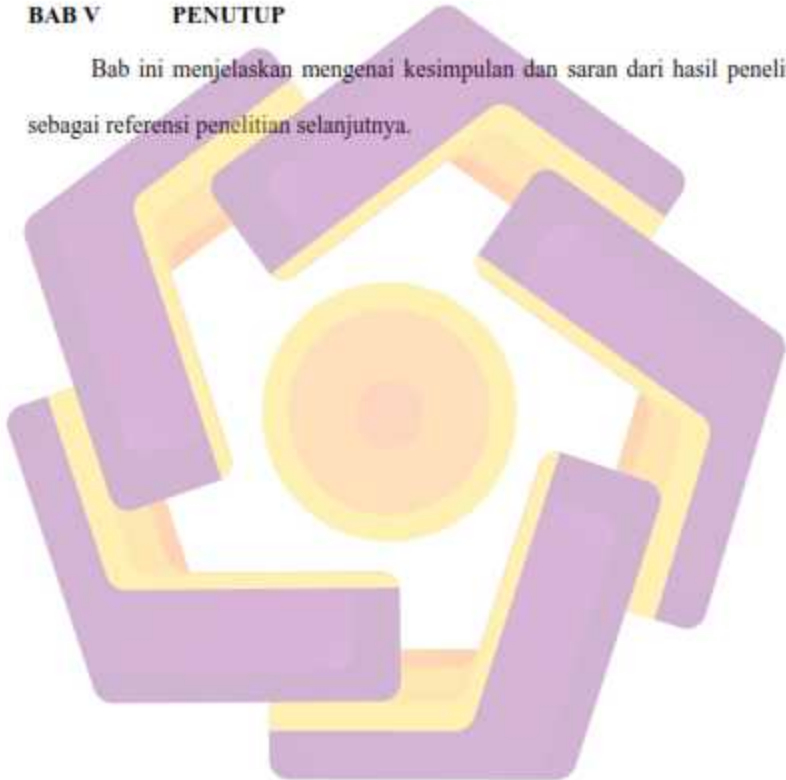 BAB V PENUTUP
Bab ini menjelaskan mengenai kesimpulan dan saran dari hasil peneli
sebagai referensi penelitian selanjutnya.